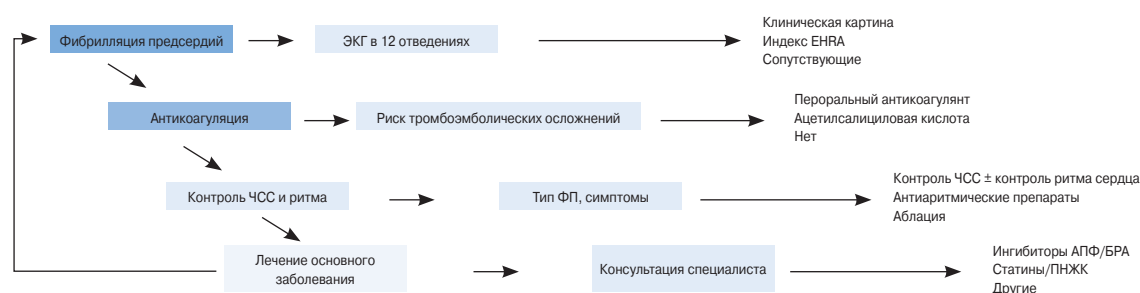 Фибрилляция предсердий
ЭКГ в 12 отведениях
Клиническая картина
Индекс EHRA
Сопутствующие
Антикоагуляция
Риск тромбоэмболических осложнений
Пероральный антикоагулянт
Ацетилсалициловая кислота
Нет
Контроль ЧСС и ритма
Тип ФП, симптомы
Контроль ЧСС ± контроль ритма сердца
Антиаритмические препараты
Аблация
Лечение основного
заболевания
Консультация специалиста
Ингибиторы АПФ/БРА
Статины/ПНЖК
Другие